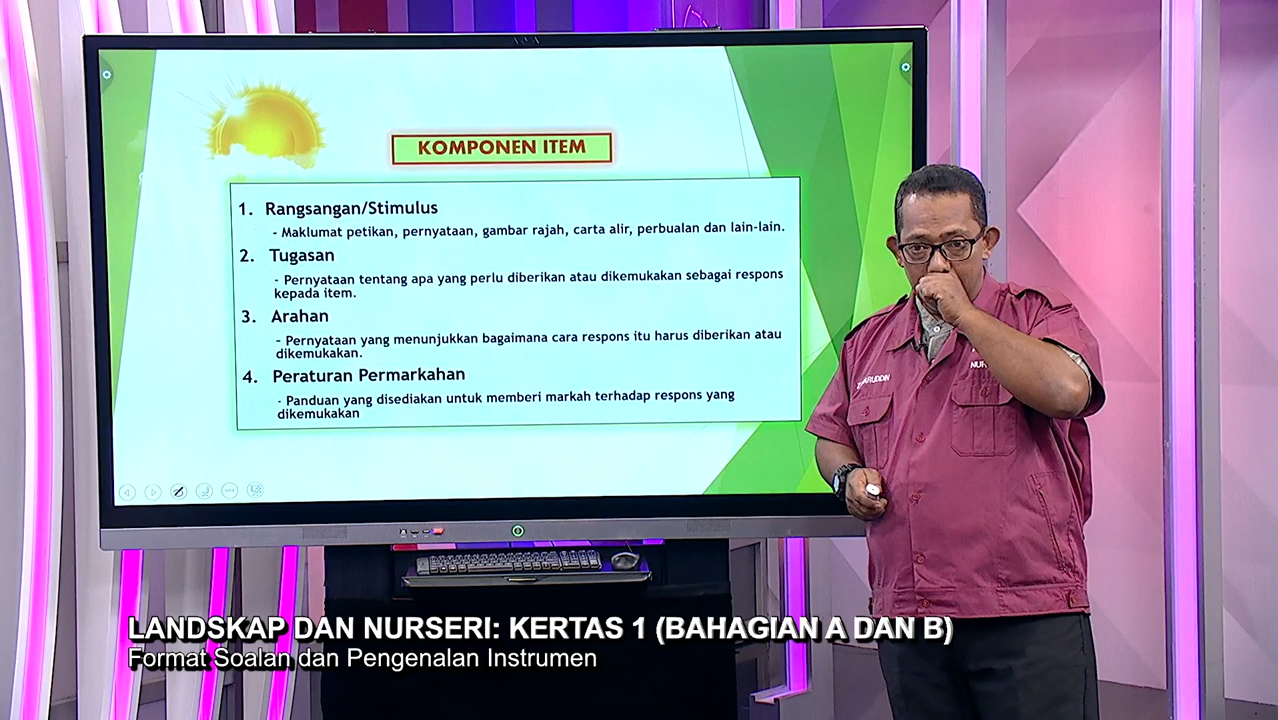 KOMPONEN ITEM
1. Rangsangan/Stimulus
- Maklumat petikan, pernyataan, gambar rajah, carta alir, perbualan dan lain-lain.
2. Tugasan
- Pernyataan tentang apa yang perlu diberikan atau dikemukakan sebagai respons
kepada item.
3. Arahan
- Pernyataan yang menunjukkan bagaimana cara respons itu harus diberikan atau
dikemukakan.
4. Peraturan Permarkahan
- Panduan yang disediakan untuk memberi markah terhadap respons yang
dikemukakan
LANDSKAP DAN NURSERI: KERTAS 1 (BAHAGIAN A DAN B)
Format Soalan dan Pengenalan Instrumen